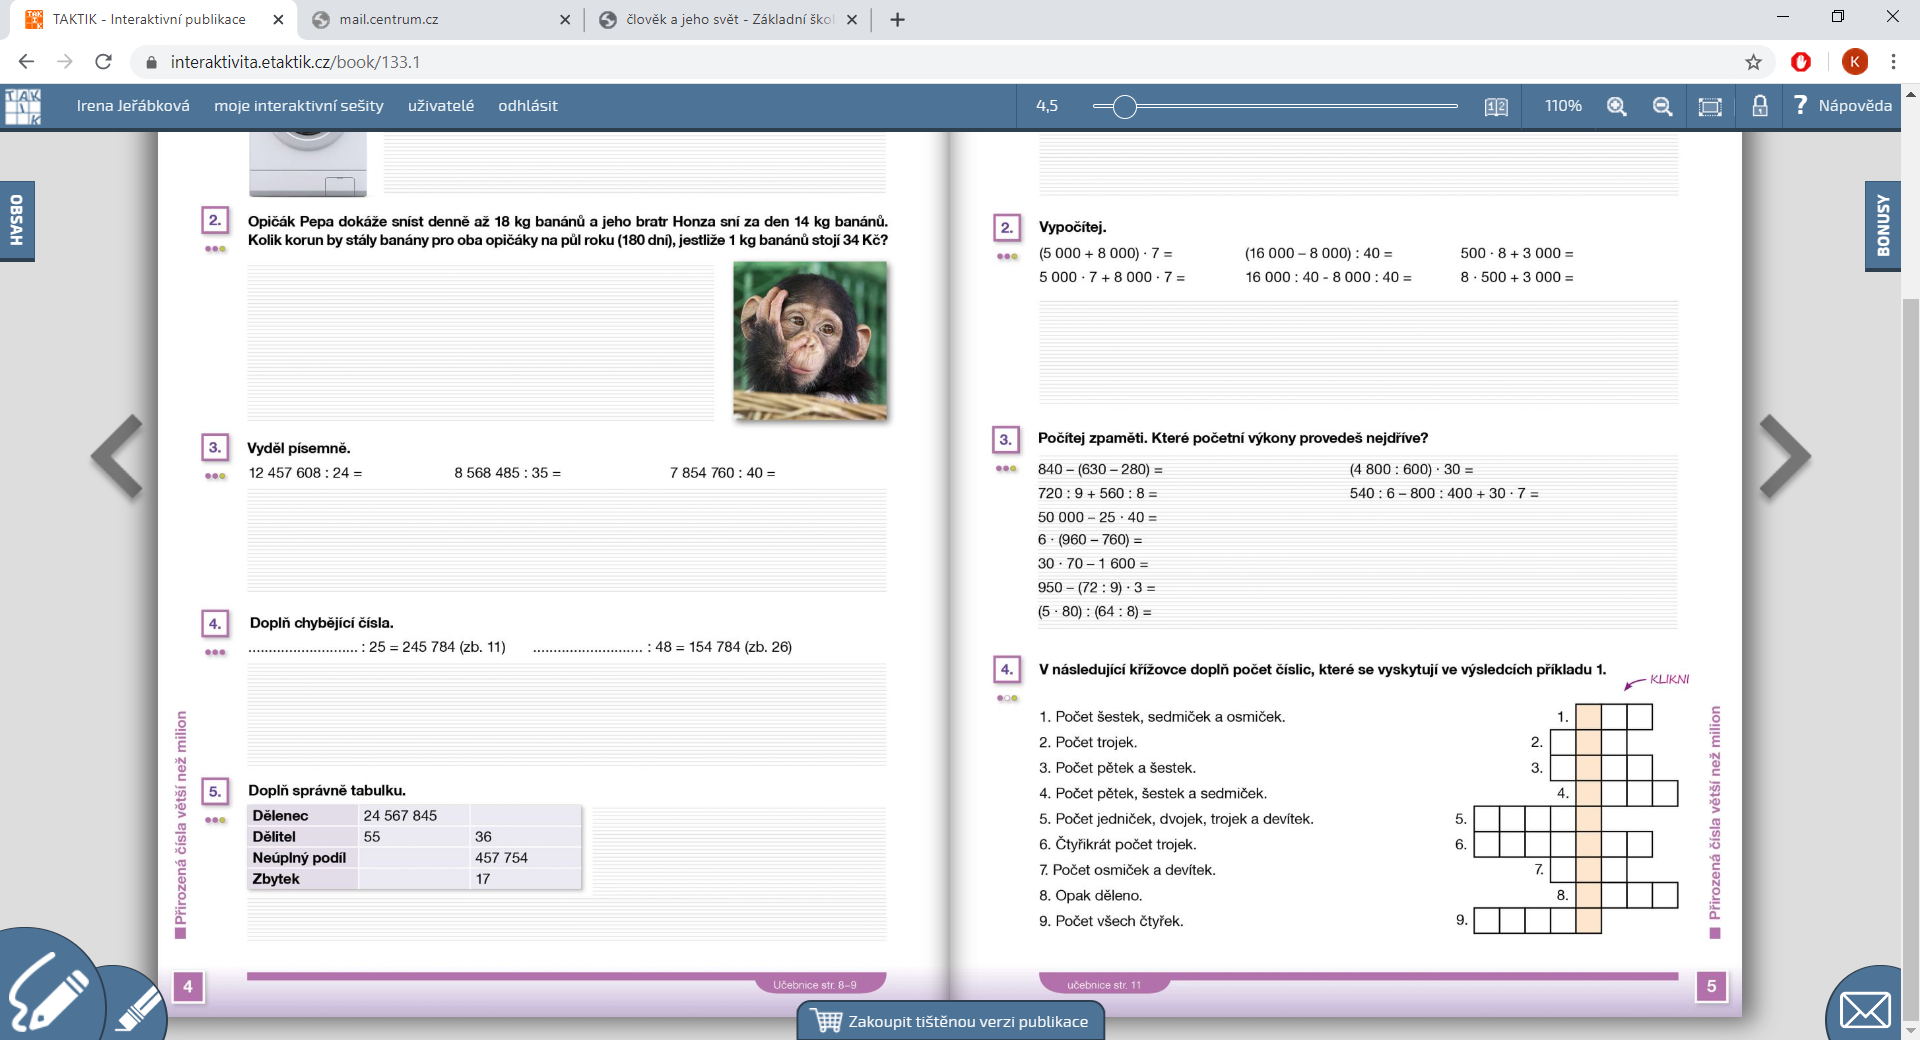 TAKTIK - Interaktivní publikace
mail.centrum.cz
člověk a jeho svět - Základní ško
interaktivita.etaktik.cz/book/133.1
K
TAK
I
K
Irena Jeřábková
moje interaktivní sešity
uživatelé
odhlásit
4,5
1 2
110%
? Nápověda
OBSAH
BONUSY
2.
Opičák Pepa dokáže sníst denně až 18 kg banánů a jeho bratr Honza sní za den 14 kg banánů.
Kolik korun by stály banány pro oba opičáky na půl roku (180 dní), jestliže 1 kg banánů stojí 34 Kč?
3.
Vyděl písemně.
12 457 608 : 24 =
8 568 485 : 35 =
7 854 760 : 40 =
4.
Doplň chybějící čísla.
........................... : 25 = 245 784 (zb. 11)
........................... : 48 = 154 784 (zb. 26)
5.
Doplň správně tabulku.
Dělenec 24 567 845
Dělitel 55 36
Neúplný podíl 457 754
Zbytek 17
Přirozená čísla větší než milion
4
Učebnice str. 8–9
2.
Vypočítej.
(5 000 + 8 000) · 7 =
(16 000 – 8 000) : 40 =
500 · 8 + 3 000 =
5 000 · 7 + 8 000 · 7 =
16 000 : 40 - 8 000 : 40 =
8 · 500 + 3 000 =
3.
Počítej zpaměti. Které početní výkony provedeš nejdříve?
840 – (630 – 280) =
(4 800 : 600) · 30 =
720 : 9 + 560 : 8 =
540 : 6 – 800 : 400 + 30 · 7 =
50 000 – 25 · 40 =
6 · (960 – 760) =
30 · 70 – 1 600 =
950 – (72 : 9) · 3 =
(5 · 80) : (64 : 8) =
4.
V následující křížovce doplň počet číslic, které se vyskytují ve výsledcích příkladu 1.
KLIKNI
1. Počet šestek, sedmiček a osmiček.
2. Počet trojek.
3. Počet pětek a šestek.
4. Počet pětek, šestek a sedmiček.
5. Počet jedniček, dvojek, trojek a devítek.
6. Čtyřikrát počet trojek.
7. Počet osmiček a devítek.
8. Opak děleno.
9. Počet všech čtyřek.
1.
2.
3.
4.
5.
6.
7.
8.
9.
Přirozená čísla větší než milion
učebnice str. 11
5
Zakoupit tištěnou verzi publikace